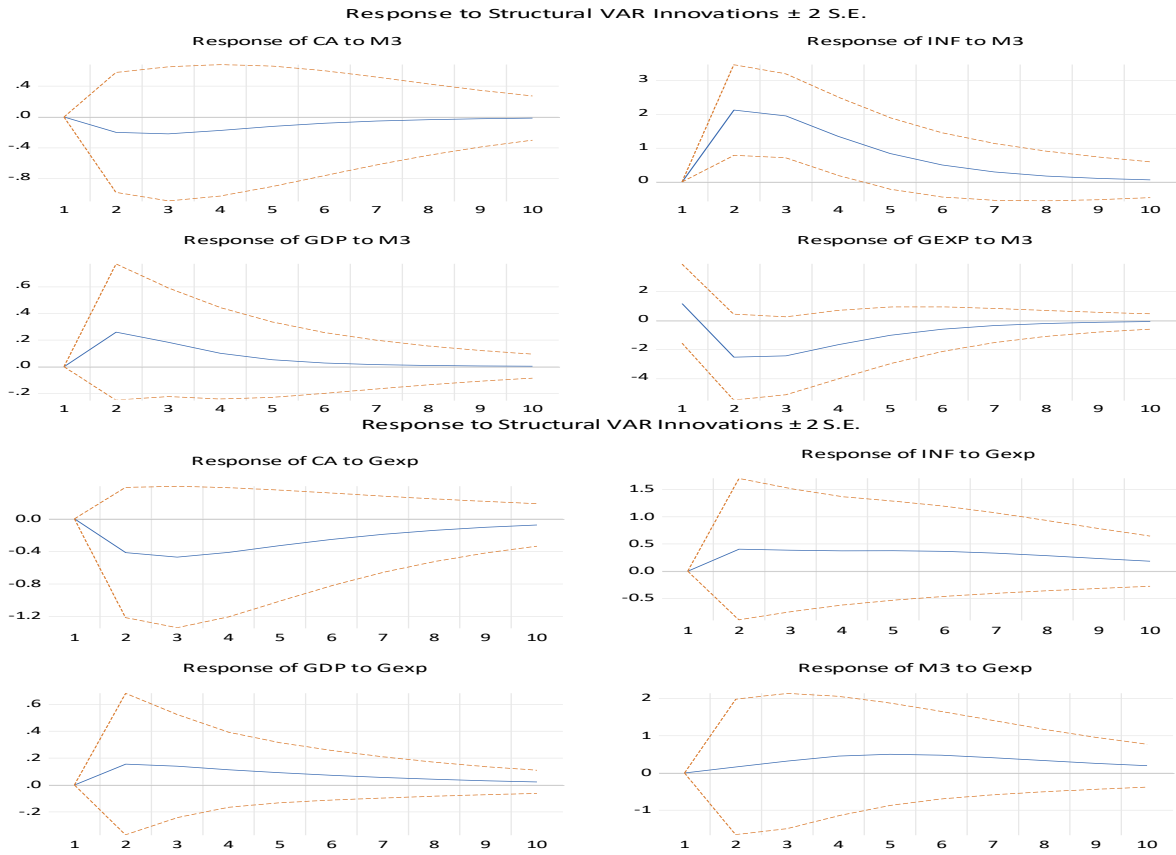 Response to Structural VAR Innovations ± 2 S.E.
Response of CA to M3
.4
.0
-.4
-.8
1 2 3 4 5 6 7 8 9 10
Response of INF to M3
3
2
1
0
1 2 3 4 5 6 7 8 9 10
Response of GDP to M3
.6
.4
.2
.0
-.2
1 2 3 4 5 6 7 8 9 10
Response of GEXP to M3
2
0
-2
-4
1 2 3 4 5 6 7 8 9 10
Response to Structural VAR Innovations ± 2 S.E.
Response of CA to Gexp
0.0
-0.4
-0.8
-1.2
1 2 3 4 5 6 7 8 9 10
Response of INF to Gexp
1.5
1.0
0.5
0.0
-0.5
1 2 3 4 5 6 7 8 9 10
Response of GDP to Gexp
.6
.4
.2
.0
-.2
1 2 3 4 5 6 7 8 9 10
Response of M3 to Gexp
2
1
0
-1
1 2 3 4 5 6 7 8 9 10